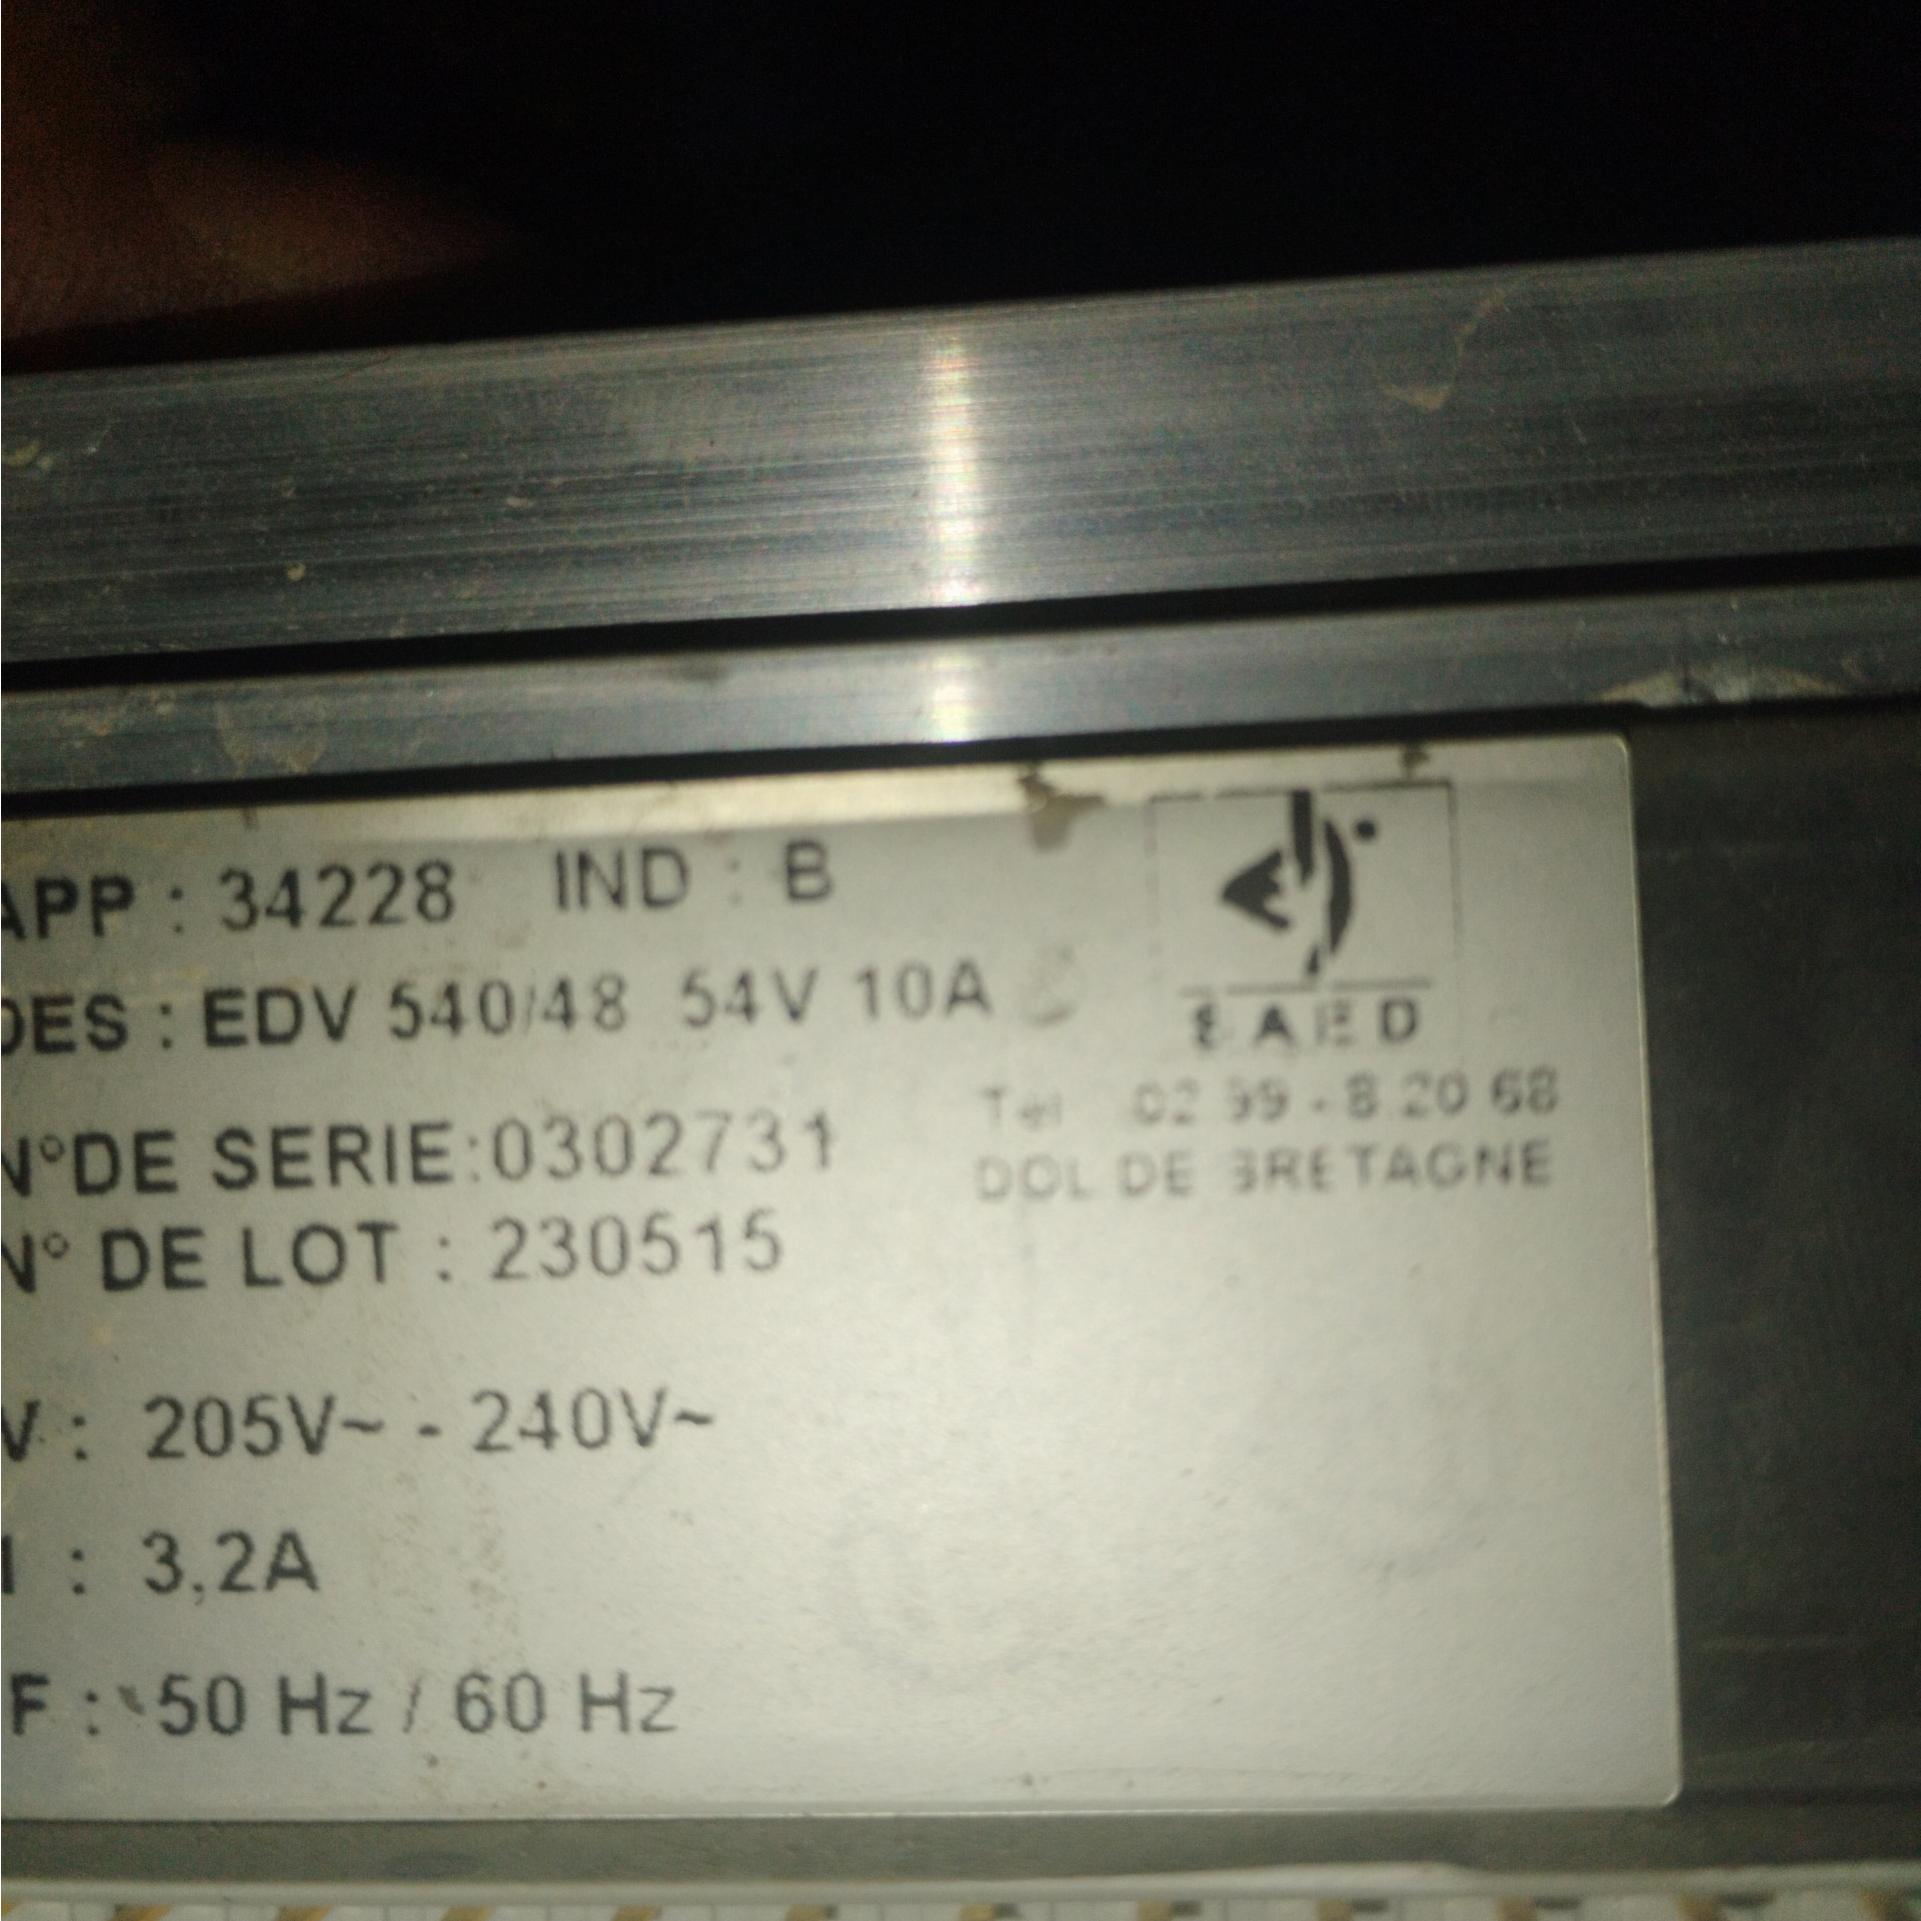 APP : 34228 IND : B
DES : EDV 540/48 54V 10A
SAED
N°DE SERIE:0302731
DOL DE BRETAGNE
N° DE LOT : 230515
V : 205V~ - 240V~
I : 3,2A
F : 50 Hz / 60 Hz